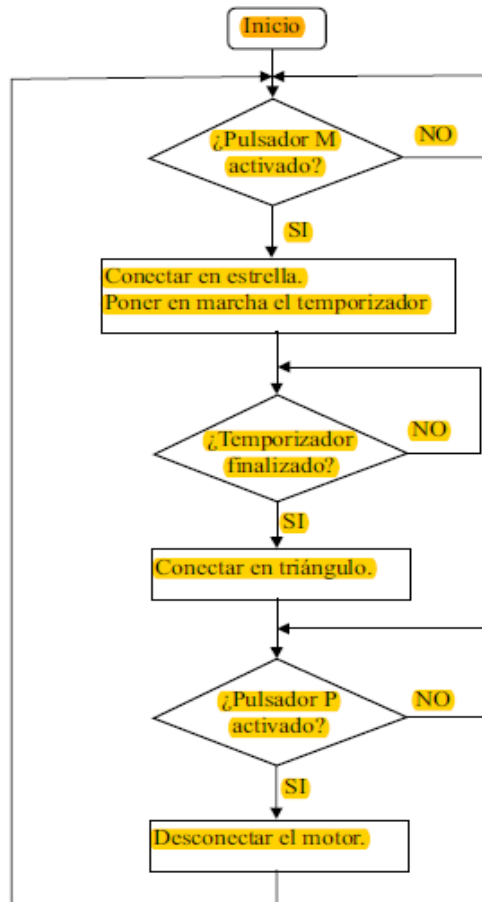 Inicio
¿Pulsador M
activado?
NO
SI
Conectar en estrella.
Poner en marcha el temporizador
¿Temporizador
finalizado?
NO
SI
Conectar en triángulo.
¿Pulsador P
activado?
NO
SI
Desconectar el motor.